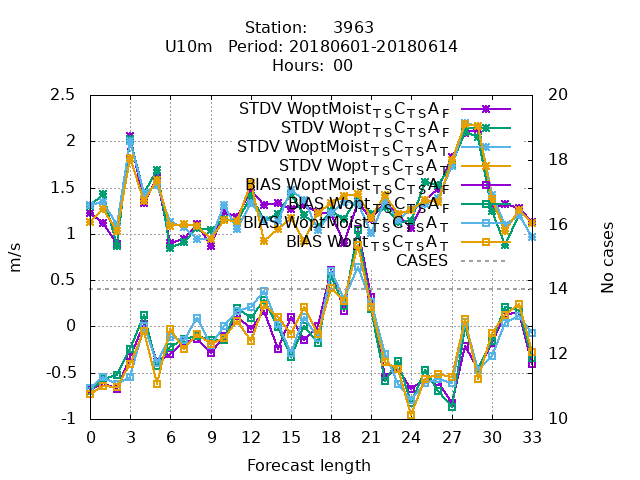 Station: 3963
U10m Period: 20180601-20180614
Hours: 00
2.5
2
1.5
1
0.5
0
-0.5
-1
20
18
16
14
12
10
m/s
No cases
STDV WoptMoist_TS C_TS A_F
STDV Wopt_TS C_TS A_F
STDV WoptMoist_TS C_TS A_T
STDV Wopt_TS C_TS A_T
BIAS WoptMoist_TS C_TS A_F
BIAS Wopt_TS C_TS A_F
BIAS WoptMoist_TS C_TS A_T
BIAS Wopt_TS C_TS A_T
CASES
0 3 6 9 12 15 18 21 24 27 30 33
Forecast length